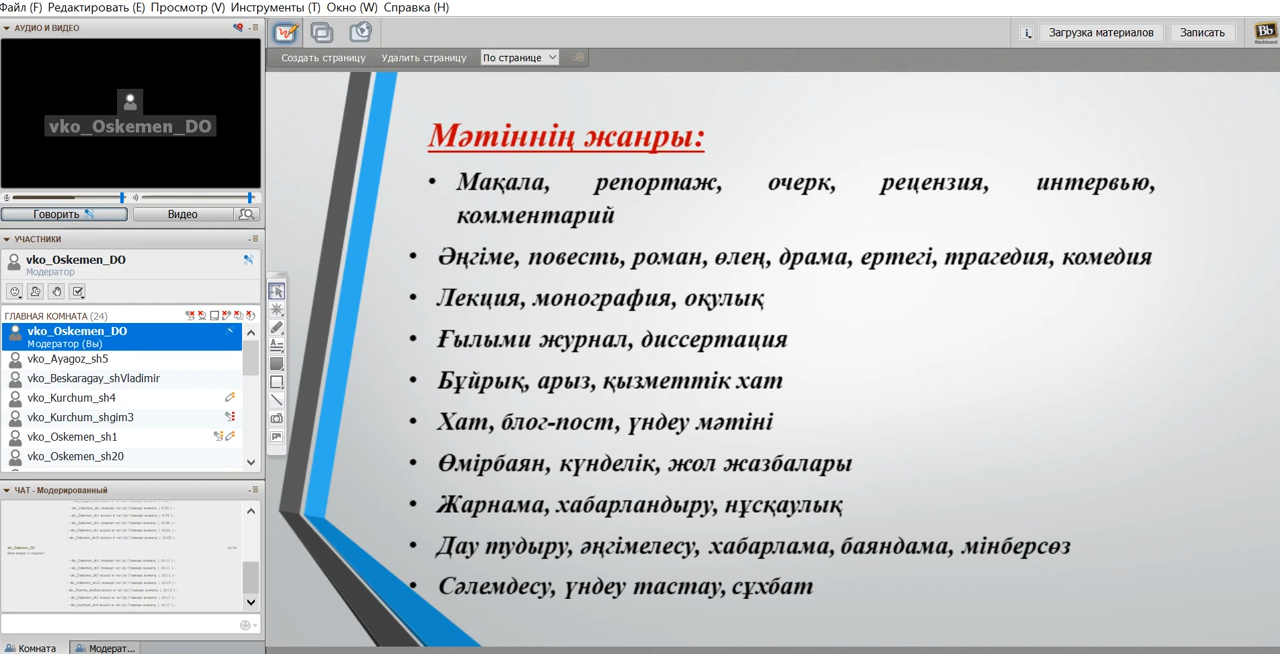 Файл (F) Редактировать (E) Просмотр (V) Инструменты (T) Окно (W) Справка (H)
АУДИО И ВИДЕО
vko_Oskemen_DO
Говорить
Видео
УЧАСТНИКИ
vko_Oskemen_DO
Модератор
ГЛАВНАЯ КОМНАТА (24)
vko_Oskemen_DO
Модератор (Вы)
vko_Ayagoz_sh5
vko_Beskaragay_shVladimir
vko_Kurchum_sh4
vko_Kurchum_shgim3
vko_Oskemen_sh1
vko_Oskemen_sh20
ЧАТ - Модерированный
Комната
Модерат...
Загрузка материалов
Записать
Bb
Создать страницу
Удалить страницу
По странице
Мәтіннің жанры:
• Мақала, репортаж, очерк, рецензия, интервью,
комментарий
• Әңгіме, повесть, роман, өлең, драма, ертегі, трагедия, комедия
• Лекция, монография, оқулық
• Ғылыми журнал, диссертация
• Бұйрық, арыз, қызметтік хат
• Хат, блог-пост, үндеу мәтіні
• Өмірбаян, күнделік, жол жазбалары
• Жарнама, хабарландыру, нұсқаулық
• Дау тудыру, әңгімелесу, хабарлама, баяндама, мінберсөз
• Сәлемдесу, үндеу тастау, сұхбат